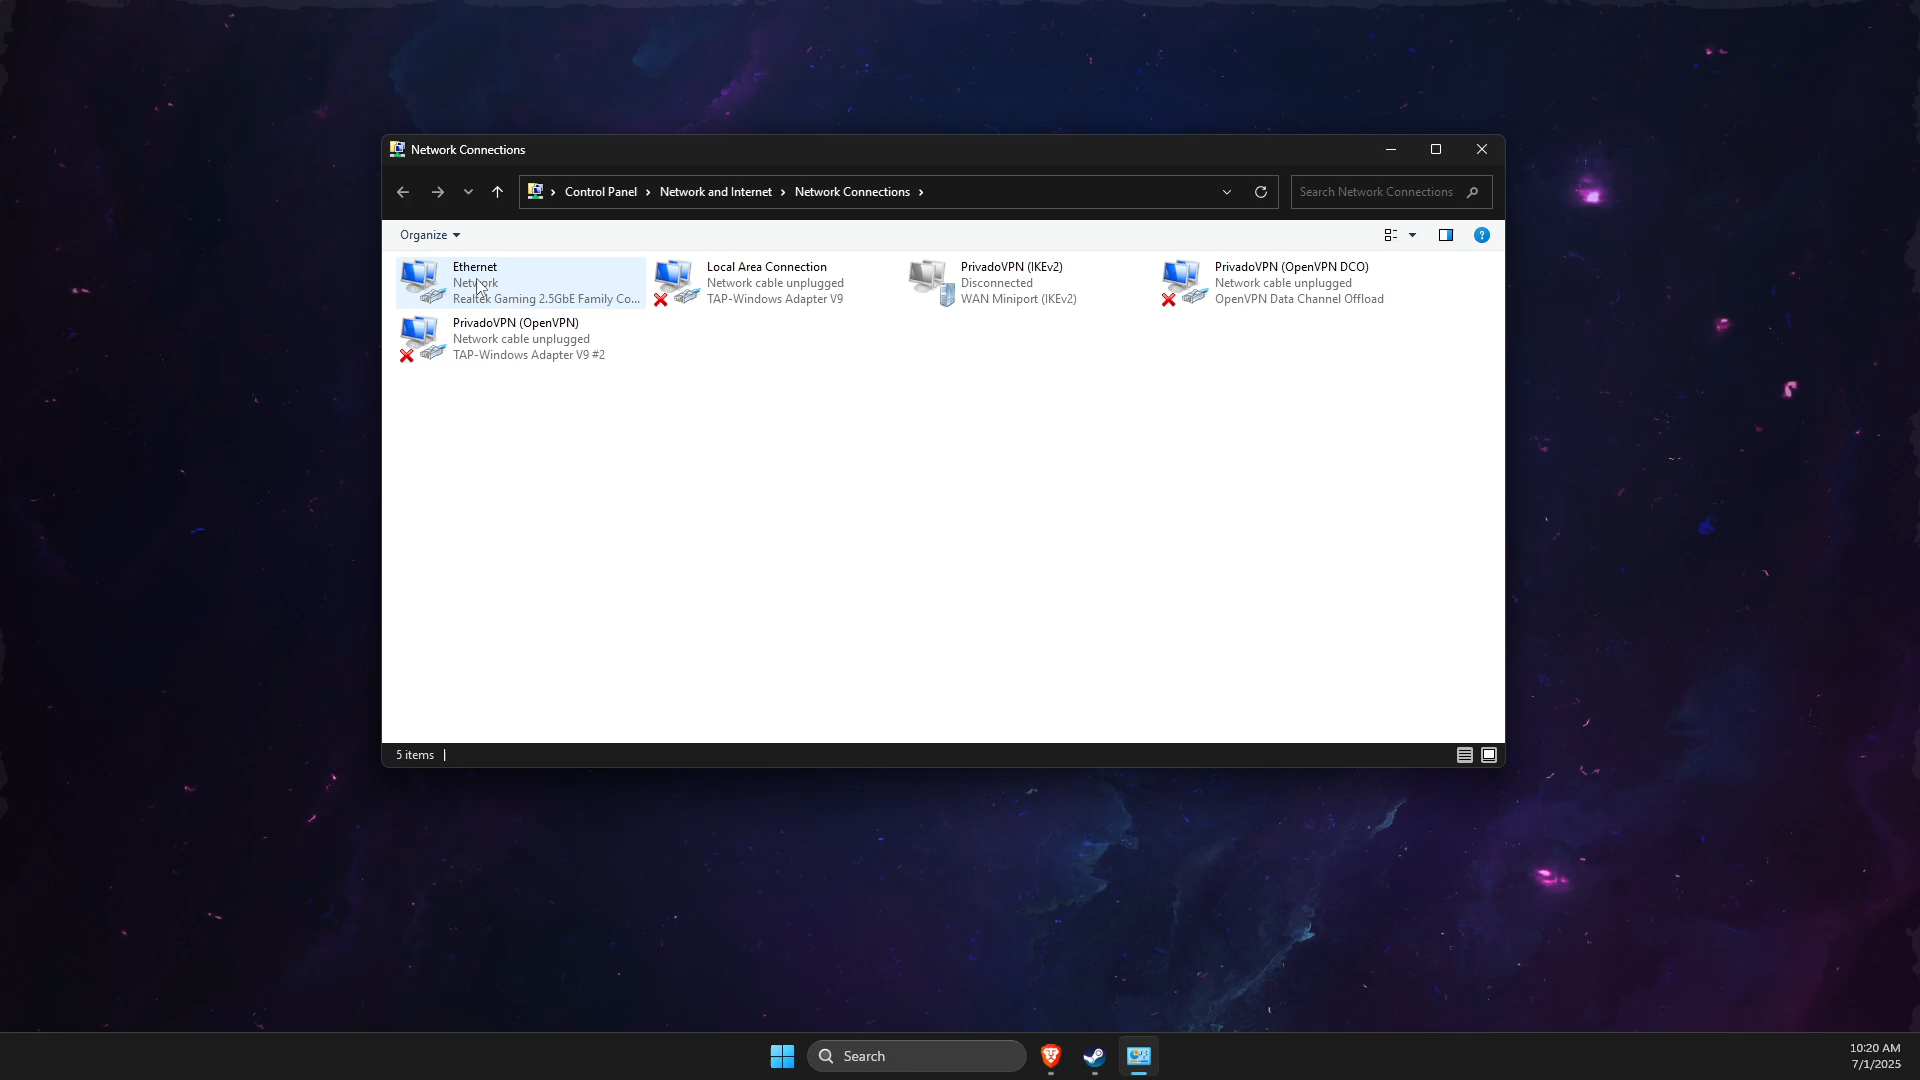 Network Connections
Control Panel > Network and Internet > Network Connections >
Search Network Connections
Organize
Ethernet
Network
Realtek Gaming 2.5GbE Family Co...
Local Area Connection
Network cable unplugged
TAP-Windows Adapter V9
PrivadoVPN (IKEv2)
Disconnected
WAN Miniport (IKEv2)
PrivadoVPN (OpenVPN DCO)
Network cable unplugged
OpenVPN Data Channel Offload
PrivadoVPN (OpenVPN)
Network cable unplugged
TAP-Windows Adapter V9 #2
5 items
Search
10:20 AM
7/1/2025